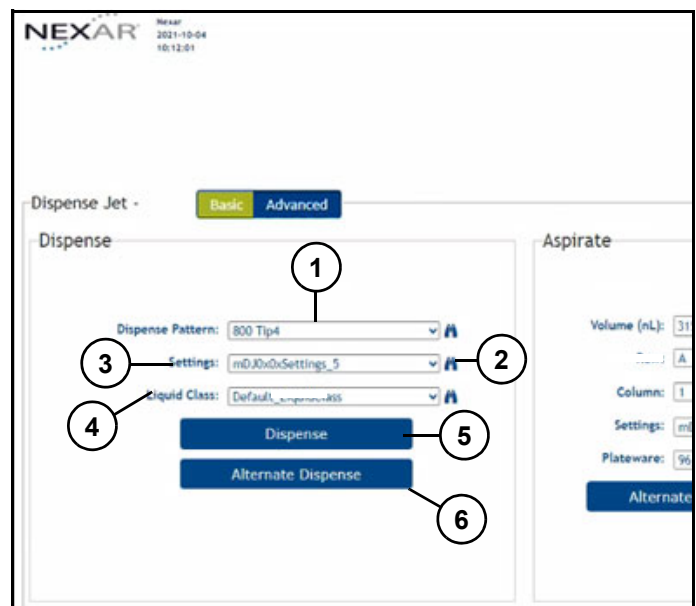 NEXAR
Nexar
2021-10-04
10:12:01
Dispense Jet - Basic Advanced
Dispense
1
Dispense Pattern: 800 Tip4
3 Settings: mDJ0x0xSettings_5 2
4 Liquid Class:
Dispense 5
Alternate Dispense
6
Aspirate
Volume (nL):
A
Column: 1
Settings:
Plateware: 96
Alternate